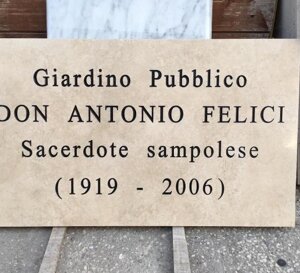 Giardino Pubblico
DON ANTONIO FELICI
Sacerdote sampolese
(1919 - 2006)